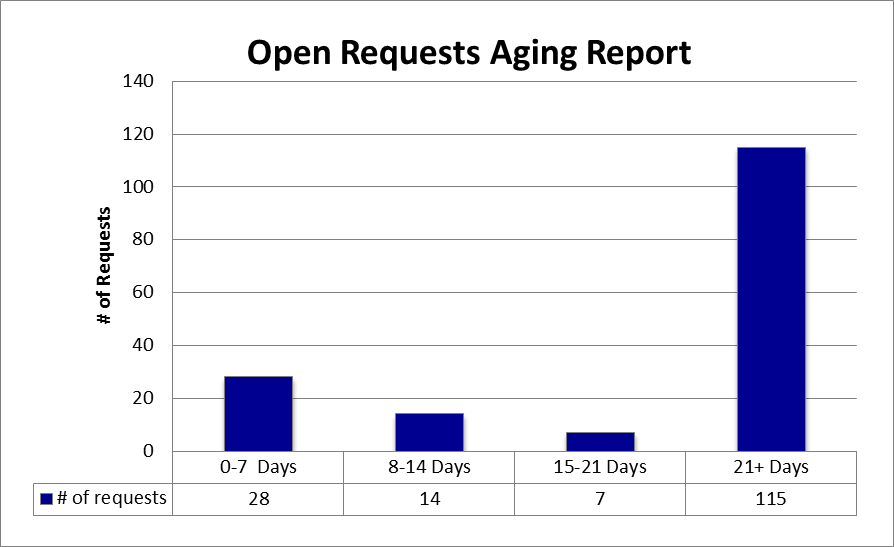 Open Requests Aging Report
140
120
100
80
60
40
20
0
# of Requests
0-7  Days 8-14 Days 15-21 Days 21+ Days
# of requests 28 14 7 115